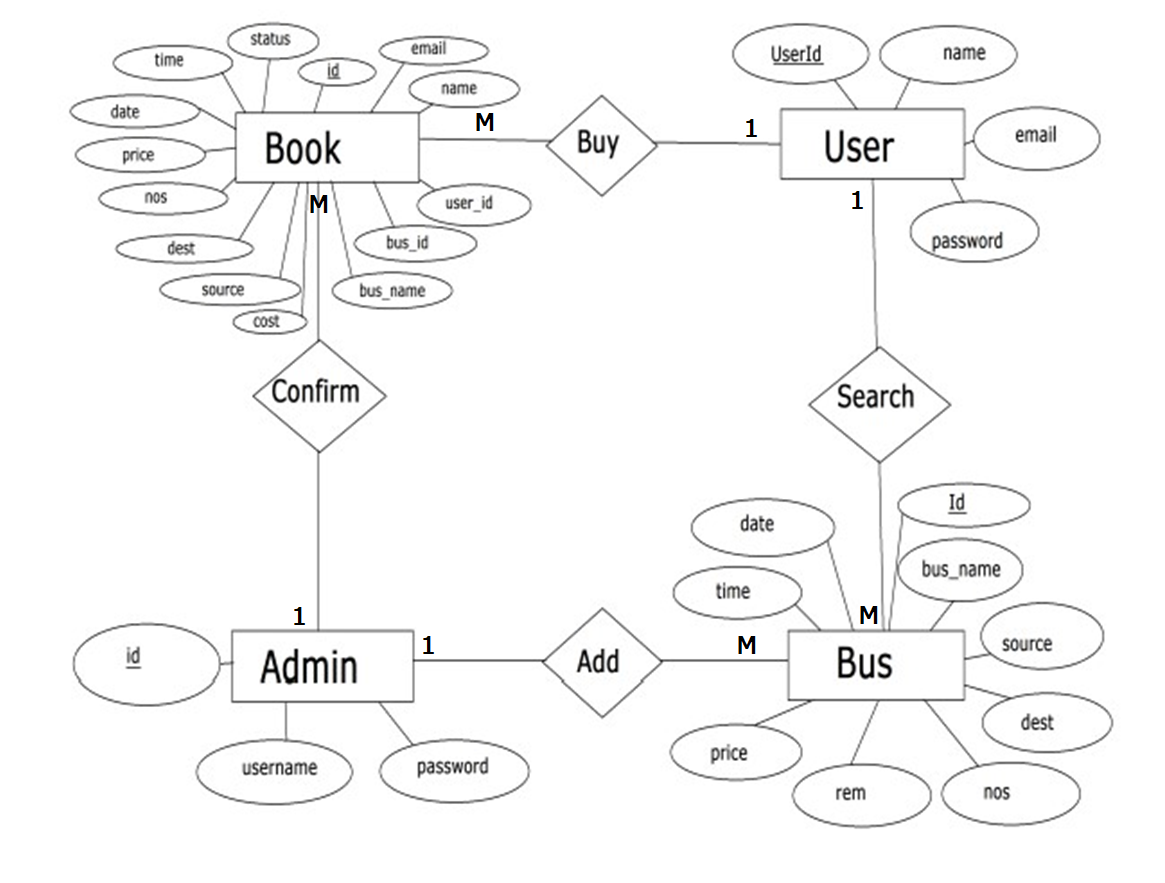 status
time
id
email
name
date
Book
M
Buy
1
price
nos
M
user_id
dest
bus_id
source
bus_name
cost
UserId
name
User
email
1
password
Confirm
Search
1
id
Admin
1
Add
M
username
password
date
Id
time
bus_name
M
Bus
source
dest
price
rem
nos